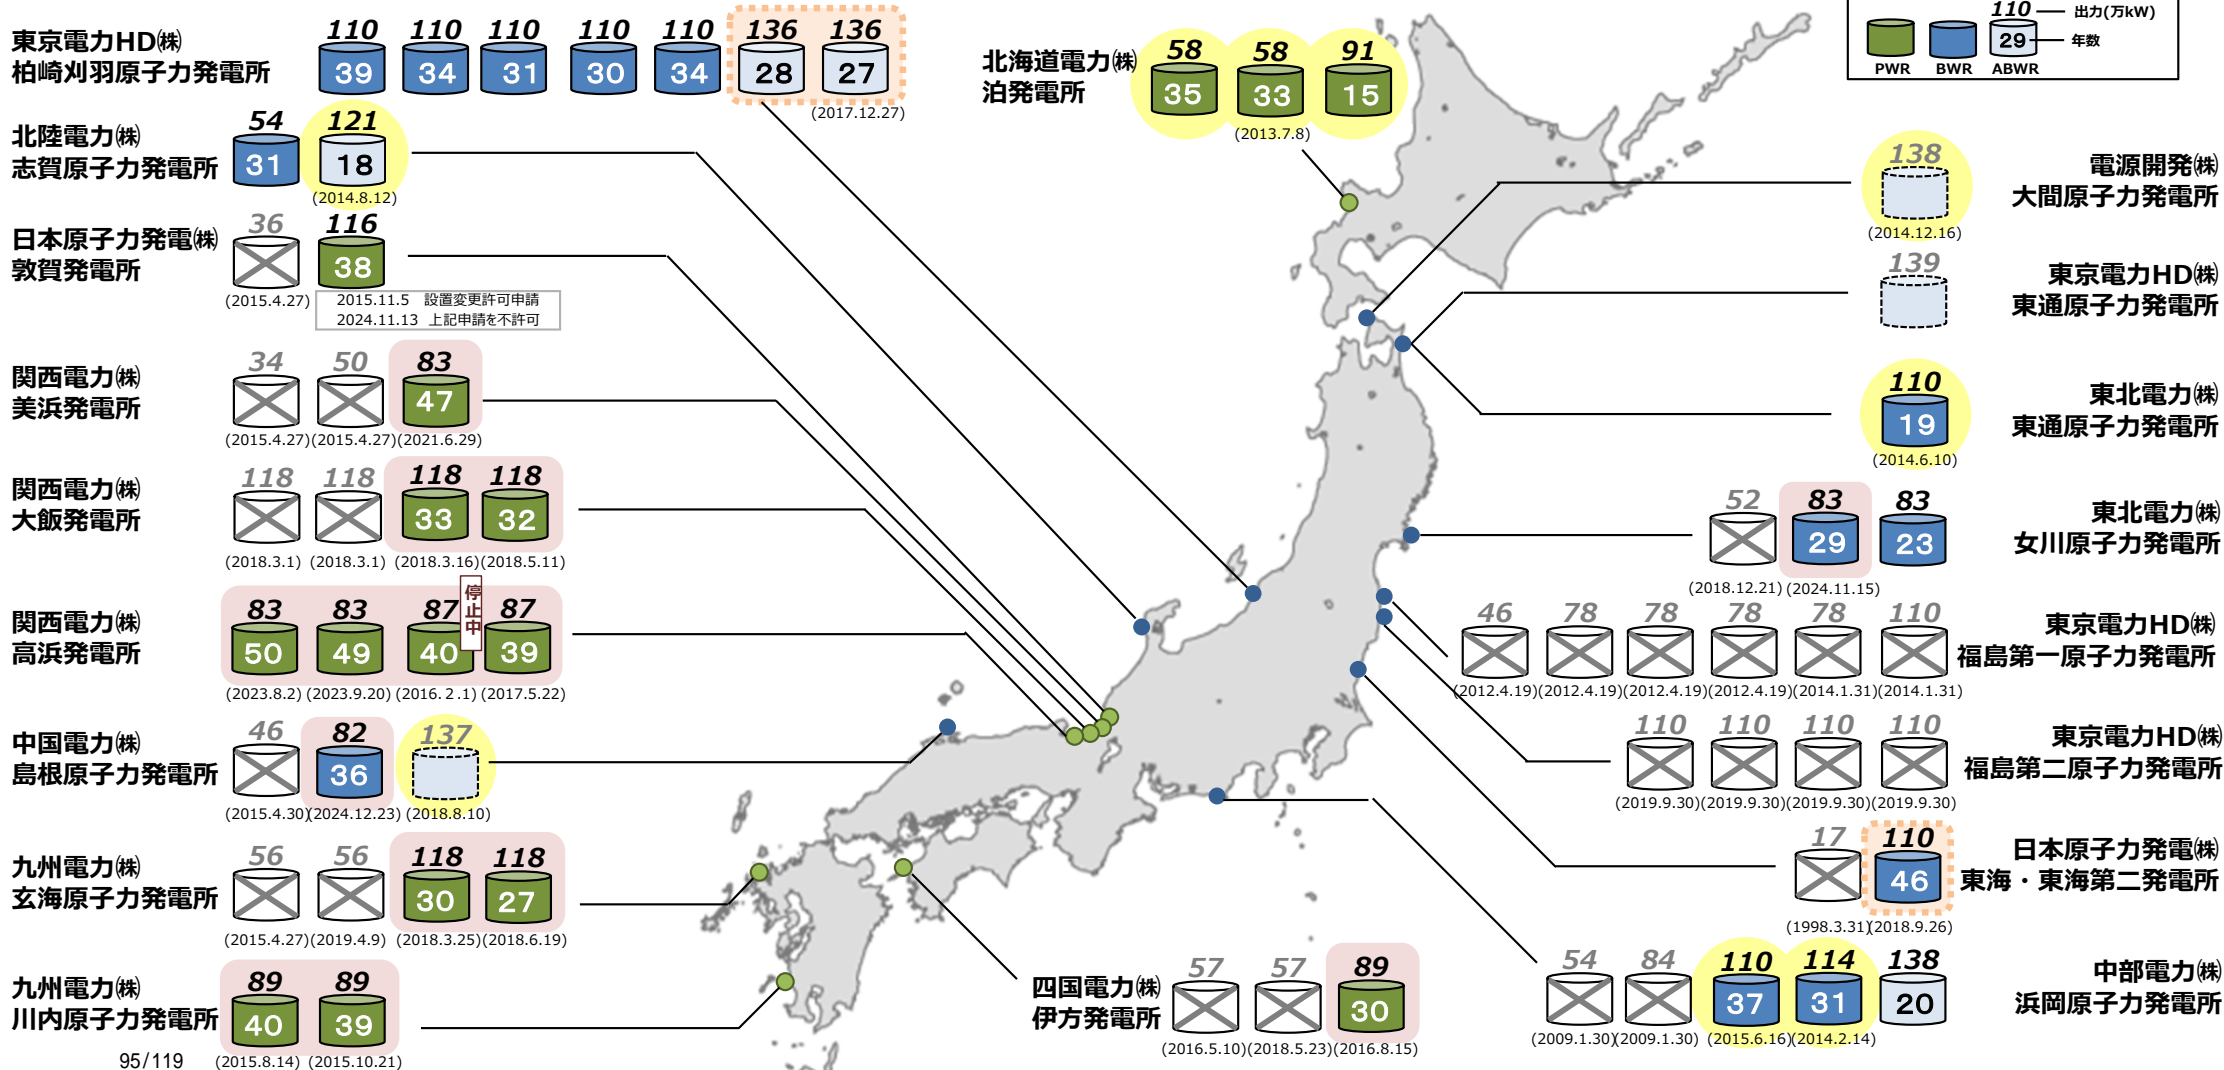 東京電力HD㈱
柏崎刈羽原子力発電所
110 110 110 110 110 136 136
39 34 31 30 34 28 27
(2017.12.27)
北陸電力㈱
志賀原子力発電所
54 121
31 18
(2014.8.12)
日本原子力発電㈱
敦賀発電所
36 116
38
(2015.4.27)
2015.11.5 設置変更許可申請
2024.11.13 上記申請を不許可
関西電力㈱
美浜発電所
34 50 83
47
(2015.4.27)(2015.4.27)(2021.6.29)
関西電力㈱
大飯発電所
118 118 118 118
33 32
(2018.3.1) (2018.3.1) (2018.3.16)(2018.5.11)
関西電力㈱
高浜発電所
83 83 87 87
停止中
50 49 40 39
(2023.8.2) (2023.9.20) (2016.2.1) (2017.5.22)
中国電力㈱
島根原子力発電所
46 82 137
36
(2015.4.30)(2024.12.23) (2018.8.10)
九州電力㈱
玄海原子力発電所
56 56 118 118
30 27
(2015.4.27)(2019.4.9) (2018.3.25)(2018.6.19)
九州電力㈱
川内原子力発電所
89 89
40 39
(2015.8.14) (2015.10.21)
95/119
北海道電力㈱
泊発電所
58 58 91
35 33 15
(2013.7.8)
110 出力(万kW)
29 年数
PWR BWR ABWR
138
電源開発㈱
大間原子力発電所
(2014.12.16)
139
東京電力HD㈱
東通原子力発電所
110
19
東北電力㈱
東通原子力発電所
(2014.6.10)
52 83 83
29 23
東北電力㈱
女川原子力発電所
(2018.12.21) (2024.11.15)
46 78 78 78 78 110
東京電力HD㈱
福島第一原子力発電所
(2012.4.19)(2012.4.19)(2012.4.19)(2012.4.19)(2014.1.31)(2014.1.31)
110 110 110 110
東京電力HD㈱
福島第二原子力発電所
(2019.9.30)(2019.9.30)(2019.9.30)(2019.9.30)
17 110
46
日本原子力発電㈱
東海・東海第二発電所
(1998.3.31)(2018.9.26)
54 84 110 114 138
37 31 20
中部電力㈱
浜岡原子力発電所
(2009.1.30)(2009.1.30) (2015.6.16)(2014.2.14)
四国電力㈱
伊方発電所
57 57 89
30
(2016.5.10)(2018.5.23)(2016.8.15)